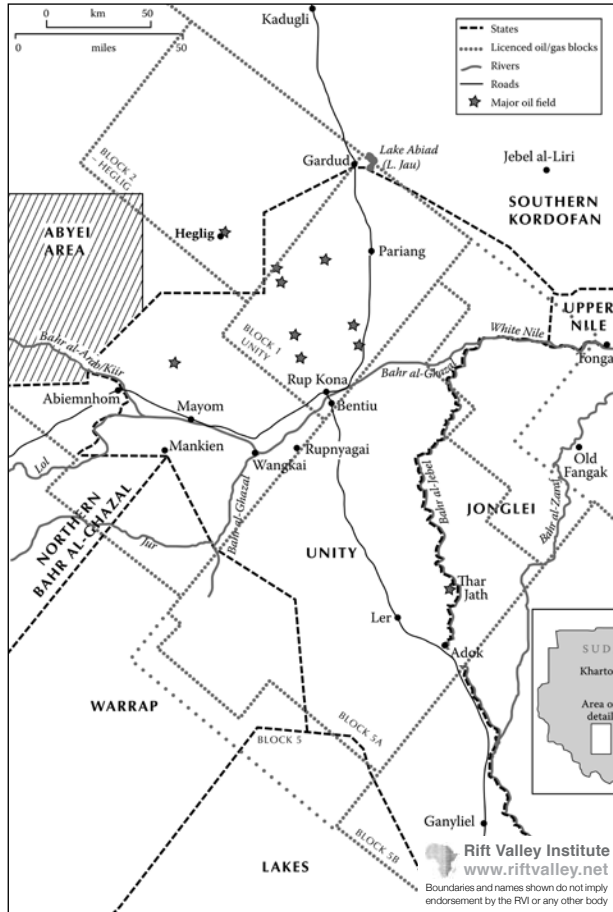 0
km
50
0
miles
50
Kadugli
States
Licenced oil/gas blocks
Rivers
Roads
Major oil field
BLOCK 2
– HEGLIG
Lake Abiad
(L. Jau)
Gardud
Jebel al-Liri
SOUTHERN
KORDOFAN
ABYEI
AREA
Heglig
Pariang
UPPER
NILE
BLOCK 1
UNITY
White Nile
Tonga
Bahr al-Arab/Kiir
Bahr al-Ghazal
Rup Kona
Abiemnhom
Bentiu
Mayom
Mankien
Rupnyagai
Wangkai
Old
Fangak
Lol
Bahr al-Ghazal
Bahr al-Jebel
JONGLEI
Bahr al-Zaraf
NORTHERN
BAHR AL-GHAZAL
Jur
UNITY
Thar
Jath
Ler
Adok
SUD
Kharto
Area o
detail
WARRAP
BLOCK 5
BLOCK 5A
BLOCK 5B
Ganyliel
LAKES
Rift Valley Institute
www.riftvalley.net
Boundaries and names shown do not imply
endorsement by the RVI or any other body